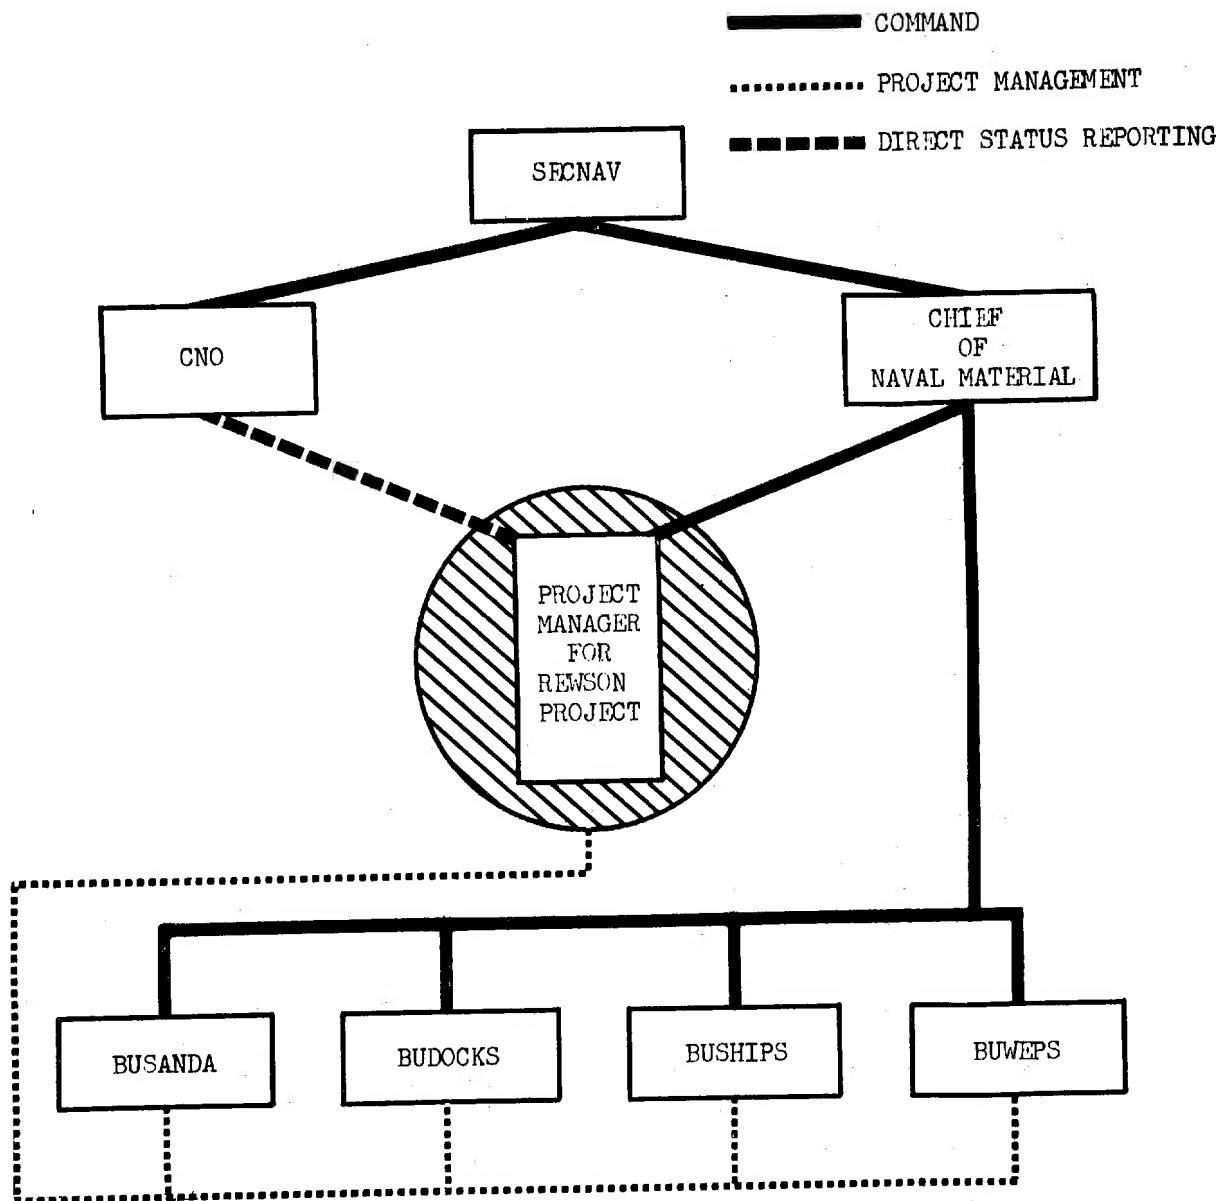 COMMAND
PROJECT MANAGEMENT
DIRECT STATUS REPORTING
SECNAV
CNO
CHIEF
OF
NAVAL MATERIAL
PROJECT
MANAGER
FOR
REWSON
PROJECT
BUSANDA
BUDOCKS
BUSHIPS
BUWEPS